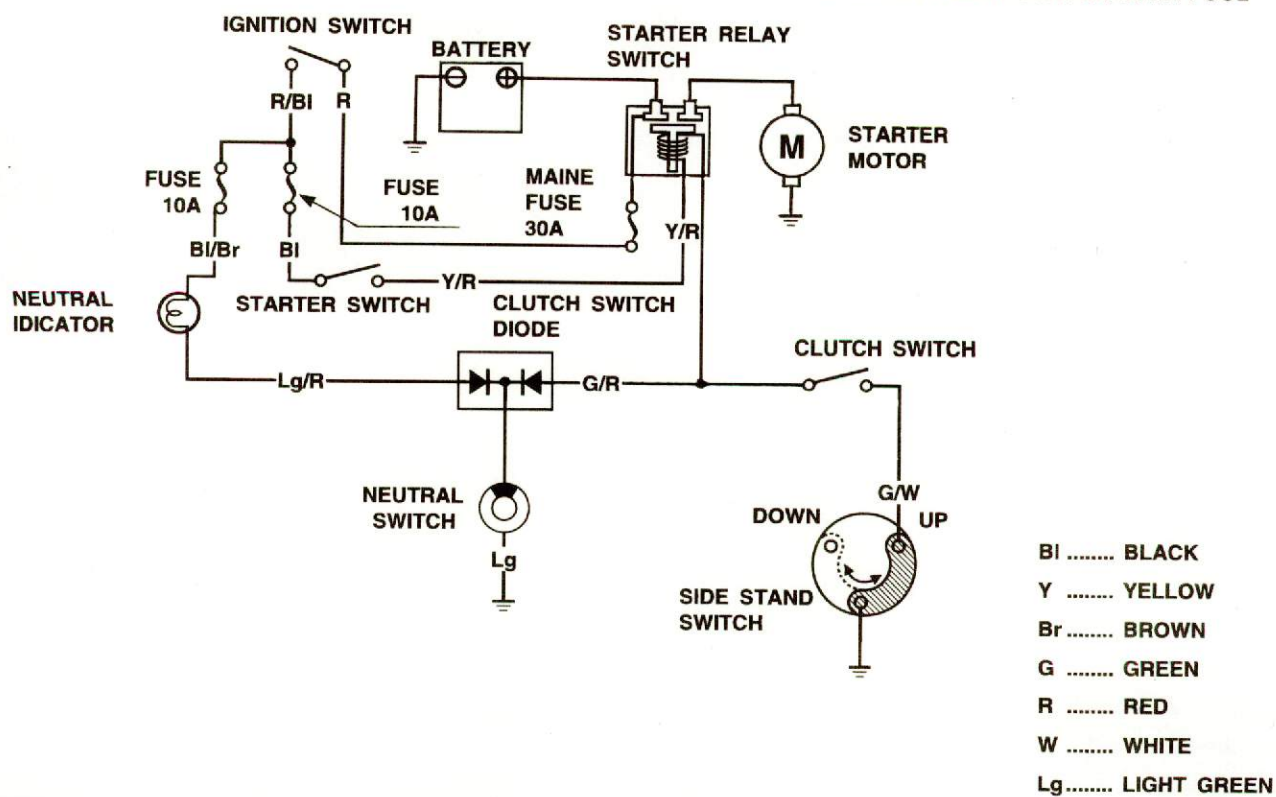 IGNITION SWITCH
BATTERY
STARTER RELAY
SWITCH
R/Bl
R
M
STARTER
MOTOR
FUSE
10A
FUSE
10A
MAINE
FUSE
30A
Y/R
Bl/Br
Bl
Y/R
STARTER SWITCH
NEUTRAL
IDICATOR
CLUTCH SWITCH
DIODE
CLUTCH SWITCH
Lg/R
G/R
NEUTRAL
SWITCH
Lg
G/W
DOWN
UP
SIDE STAND
SWITCH
Bl ........ BLACK
Y ........ YELLOW
Br ........ BROWN
G ........ GREEN
R ........ RED
W ........ WHITE
Lg ........ LIGHT GREEN